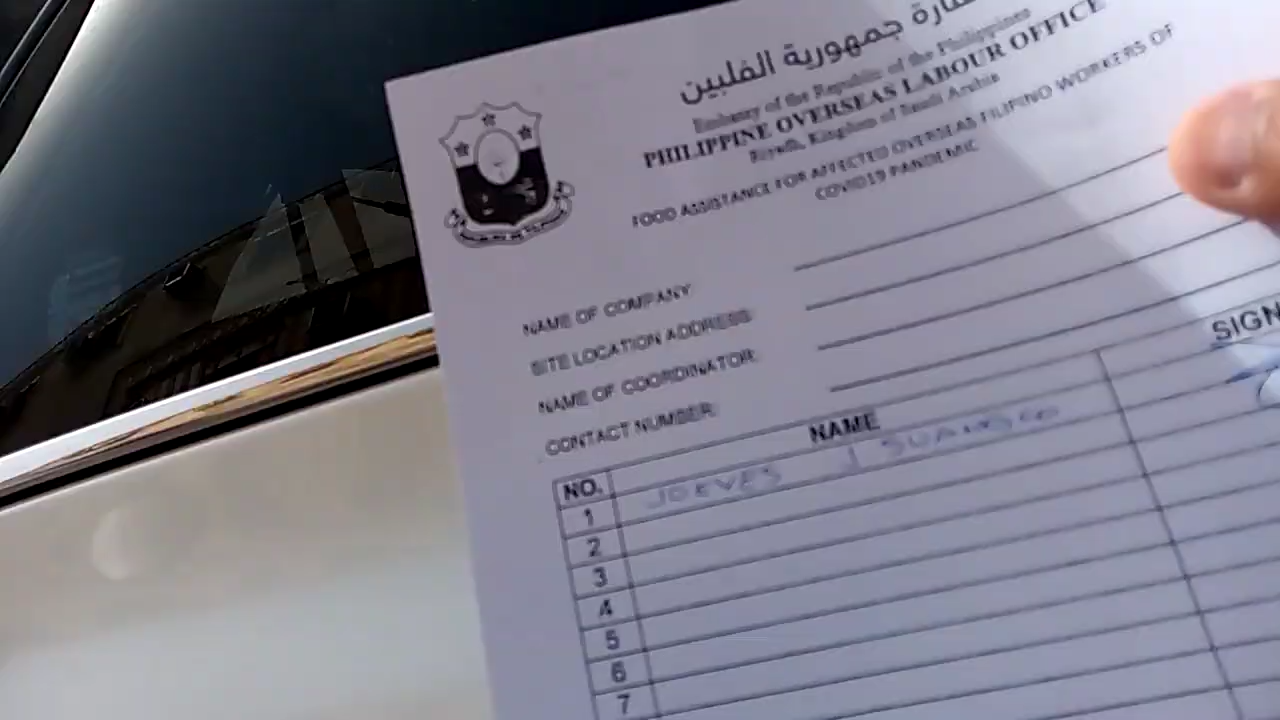 جمهورية الفلبين
Embassy of the Republic of the Philippines
PHILIPPINE OVERSEAS LABOUR OFFICE
Riyadh, Kingdom of Saudi Arabia
FOOD ASSISTANCE FOR AFFECTED OVERSEAS FILIPINO WORKERS OF
COVID19 PANDEMIC
NAME OF COMPANY:
SITE LOCATION ADDRESS:
NAME OF COORDINATOR:
CONTACT NUMBER:
NO. NAME SIGN
1 JOEVES J
2
3
4
5
6
7